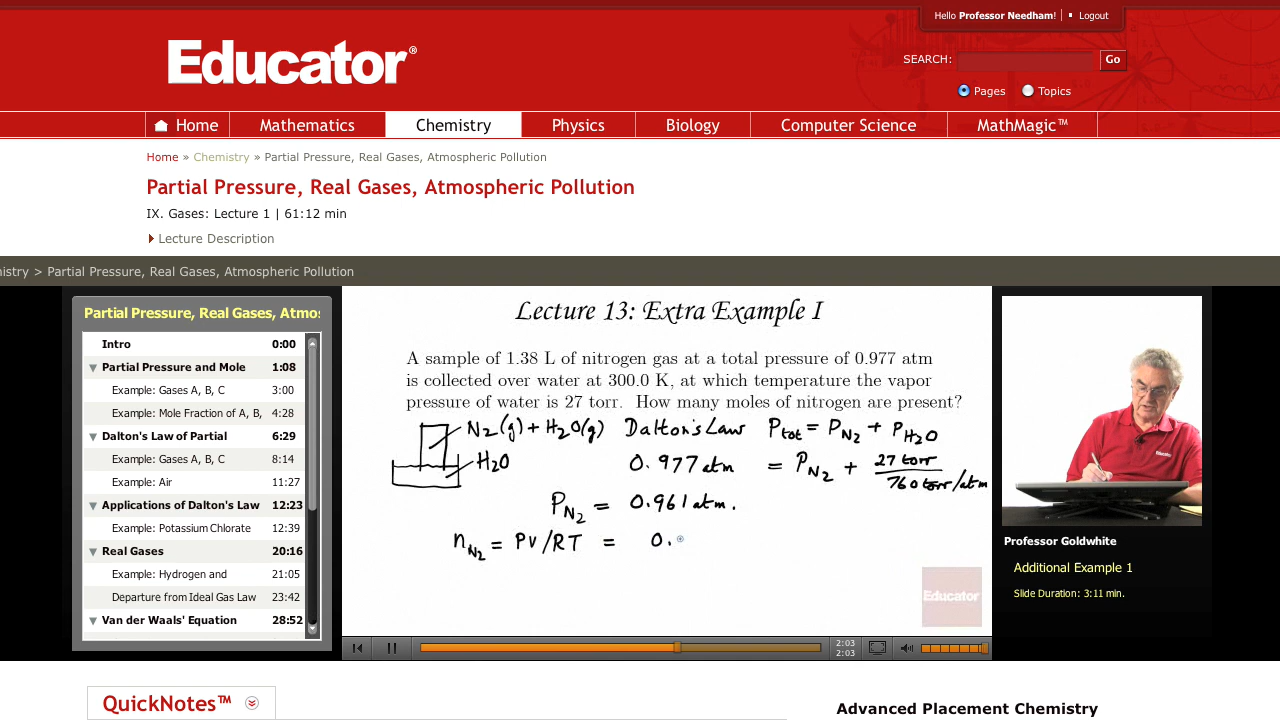 Hello Professor Needham! Logout
Educator®
SEARCH: Go
Pages Topics
Home Mathematics Chemistry Physics Biology Computer Science MathMagic™
Home » Chemistry » Partial Pressure, Real Gases, Atmospheric Pollution
Partial Pressure, Real Gases, Atmospheric Pollution
IX. Gases: Lecture 1 | 61:12 min
Lecture Description
istry > Partial Pressure, Real Gases, Atmospheric Pollution
Partial Pressure, Real Gases, Atmos
Intro 0:00
Partial Pressure and Mole 1:08
Example: Gases A, B, C 3:00
Example: Mole Fraction of A, B, 4:28
Dalton's Law of Partial 6:29
Example: Gases A, B, C 8:14
Example: Air 11:27
Applications of Dalton's Law 12:23
Example: Potassium Chlorate 12:39
Real Gases 20:16
Example: Hydrogen and 21:05
Departure from Ideal Gas Law 23:42
Van der Waals' Equation 28:52
Lecture 13: Extra Example I
A sample of 1.38 L of nitrogen gas at a total pressure of 0.977 atm
is collected over water at 300.0 K, at which temperature the vapor
pressure of water is 27 torr. How many moles of nitrogen are present?
N2(g) + H2O(g) Dalton's Law Ptot = PN2 + PH2O
H2O 0.977 atm = PN2 + 27 torr / 760 torr/atm
PN2 = 0.961 atm.
nN2 = PV/RT = 0.
Educator
2:03
2:03
Professor Goldwhite
Additional Example 1
Slide Duration: 3:11 min.
QuickNotes™
Advanced Placement Chemistry